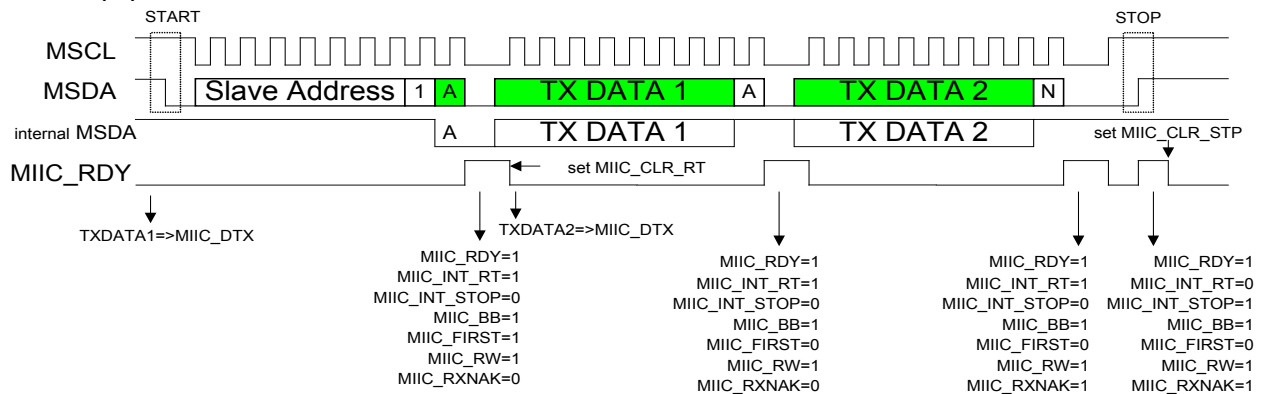 START STOP
MSCL
MSDA Slave Address 1 A TX DATA 1 A TX DATA 2 N
internal MSDA A TX DATA 1 TX DATA 2 set MIIC_CLR_STP
MIIC_RDY set MIIC_CLR_RT
TXDATA1=>MIIC_DTX TXDATA2=>MIIC_DTX
MIIC_RDY=1 MIIC_RDY=1 MIIC_RDY=1 MIIC_RDY=1
MIIC_INT_RT=1 MIIC_INT_RT=1 MIIC_INT_RT=1 MIIC_INT_RT=0
MIIC_INT_STOP=0 MIIC_INT_STOP=0 MIIC_INT_STOP=0 MIIC_INT_STOP=1
MIIC_BB=1 MIIC_BB=1 MIIC_BB=1 MIIC_BB=1
MIIC_FIRST=1 MIIC_FIRST=0 MIIC_FIRST=0 MIIC_FIRST=0
MIIC_RW=1 MIIC_RW=1 MIIC_RW=1 MIIC_RW=1
MIIC_RXNAK=0 MIIC_RXNAK=0 MIIC_RXNAK=1 MIIC_RXNAK=1